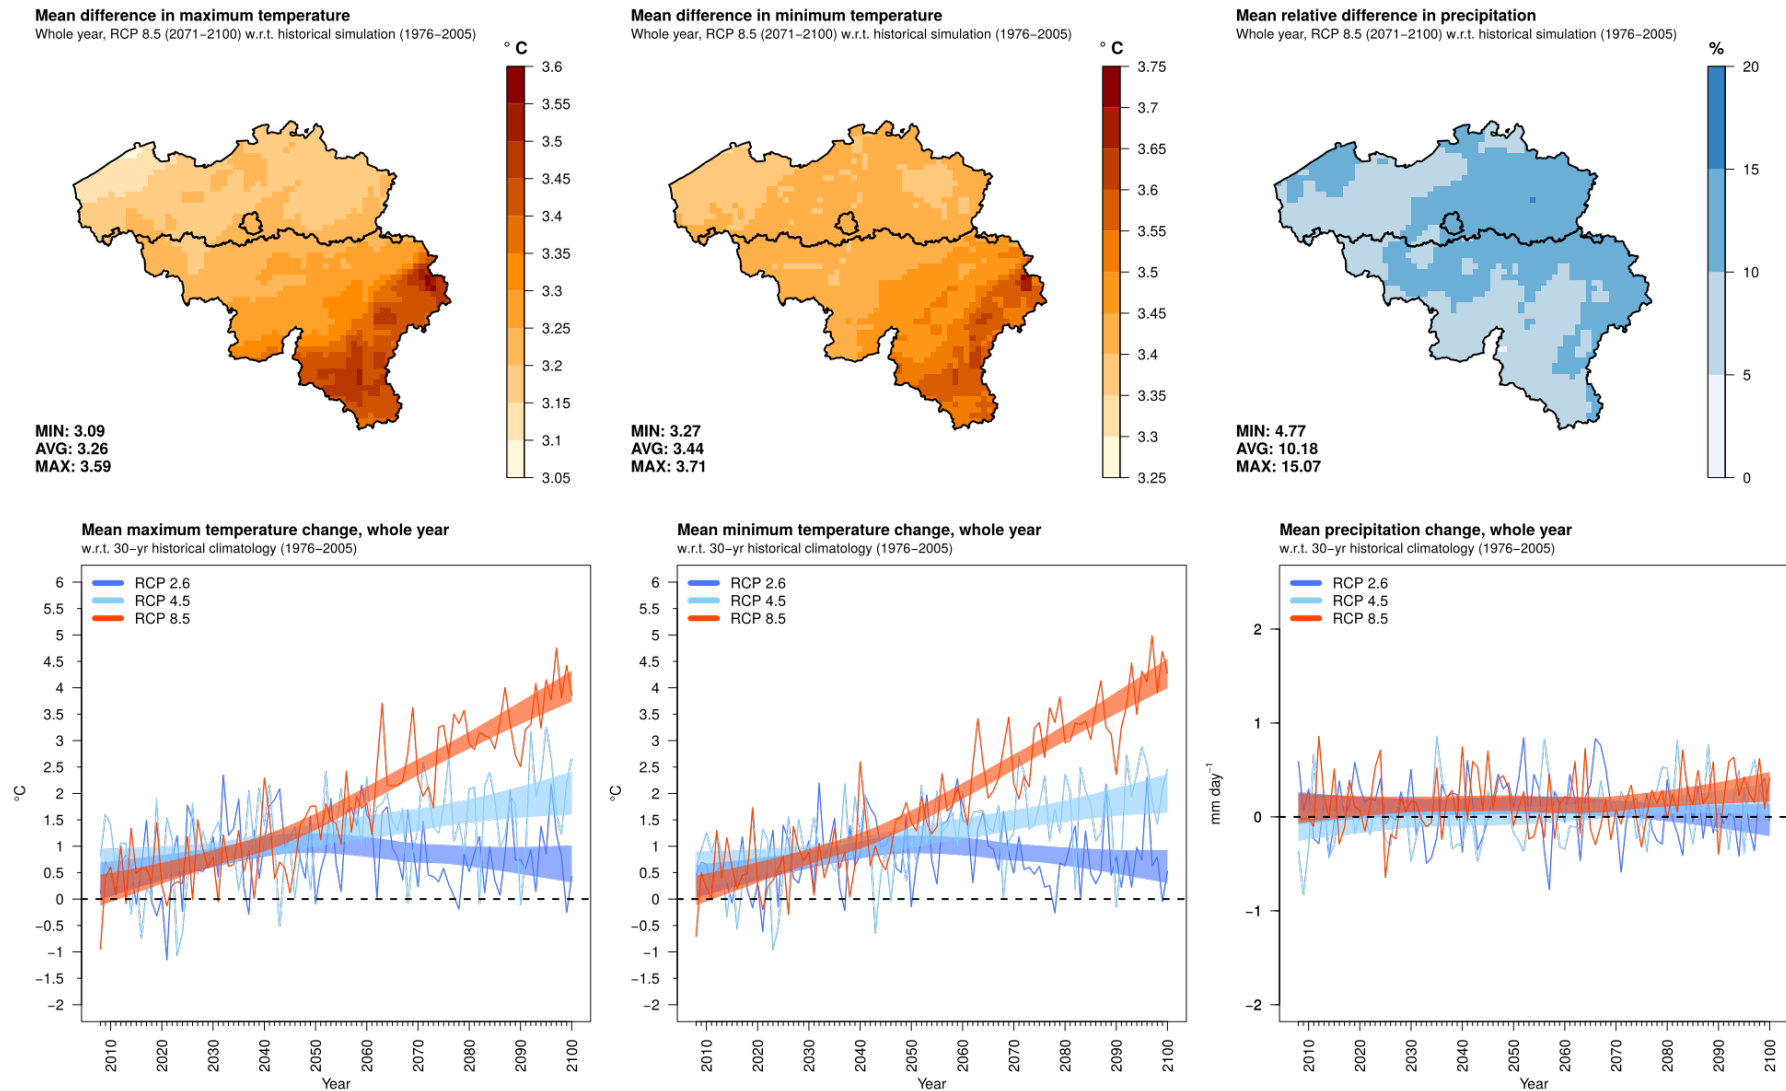 Mean difference in maximum temperature
Whole year, RCP 8.5 (2071−2100) w.r.t. historical simulation (1976−2005)
° C
3.6
3.55
3.5
3.45
3.4
3.35
3.3
3.25
3.2
3.15
3.1
3.05
MIN: 3.09
AVG: 3.26
MAX: 3.59
Mean difference in minimum temperature
Whole year, RCP 8.5 (2071−2100) w.r.t. historical simulation (1976−2005)
° C
3.75
3.7
3.65
3.6
3.55
3.5
3.45
3.4
3.35
3.3
3.25
MIN: 3.27
AVG: 3.44
MAX: 3.71
Mean relative difference in precipitation
Whole year, RCP 8.5 (2071−2100) w.r.t. historical simulation (1976−2005)
%
20
15
10
5
0
MIN: 4.77
AVG: 10.18
MAX: 15.07
Mean maximum temperature change, whole year
w.r.t. 30−yr historical climatology (1976−2005)
RCP 2.6
RCP 4.5
RCP 8.5
6
5.5
5
4.5
4
3.5
3
2.5
2
1.5
1
0.5
0
−0.5
−1
−1.5
−2
°C
2010
2020
2030
2040
2050
2060
2070
2080
2090
2100
Year
Mean minimum temperature change, whole year
w.r.t. 30−yr historical climatology (1976−2005)
RCP 2.6
RCP 4.5
RCP 8.5
6
5.5
5
4.5
4
3.5
3
2.5
2
1.5
1
0.5
0
−0.5
−1
−1.5
−2
°C
2010
2020
2030
2040
2050
2060
2070
2080
2090
2100
Year
Mean precipitation change, whole year
w.r.t. 30−yr historical climatology (1976−2005)
RCP 2.6
RCP 4.5
RCP 8.5
2
1
0
−1
−2
mm day⁻¹
2010
2020
2030
2040
2050
2060
2070
2080
2090
2100
Year